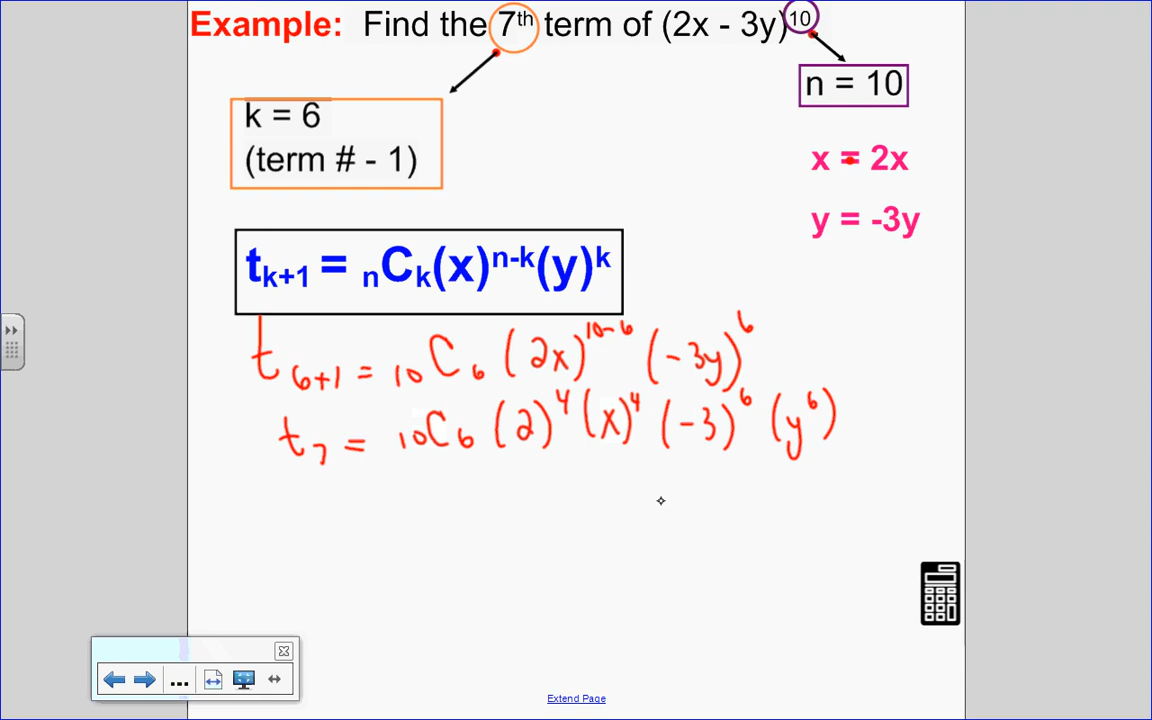 Example: Find the 7th term of (2x - 3y)10
n = 10
k = 6
(term # - 1)
x = 2x
y = -3y
tk+1 = nCk(x)n-k(y)k
t6+1 = 10C6 (2x)10-6 (-3y)6
t7 = 10C6 (2)4 (x)4 (-3)6 (y6)
...
Extend Page